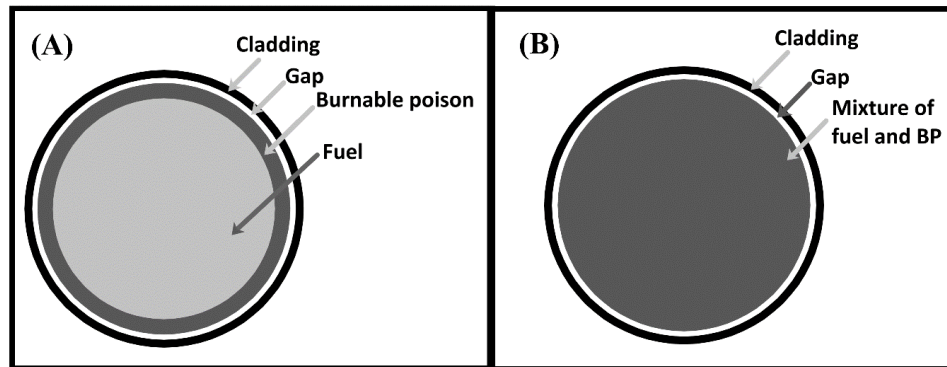 (A)
Cladding
Gap
Burnable poison
Fuel
(B)
Cladding
Gap
Mixture of
fuel and BP